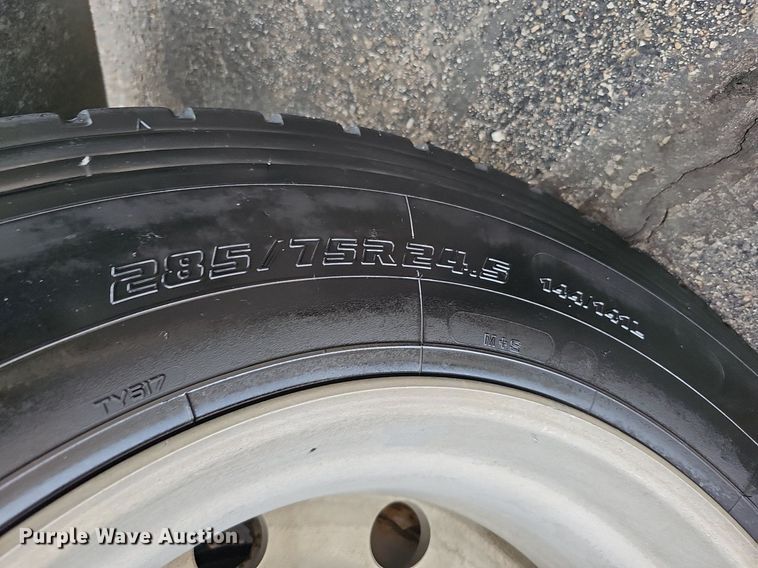 285/75R24.5
144/141L
M+S
TY517
Purple Wave Auction.